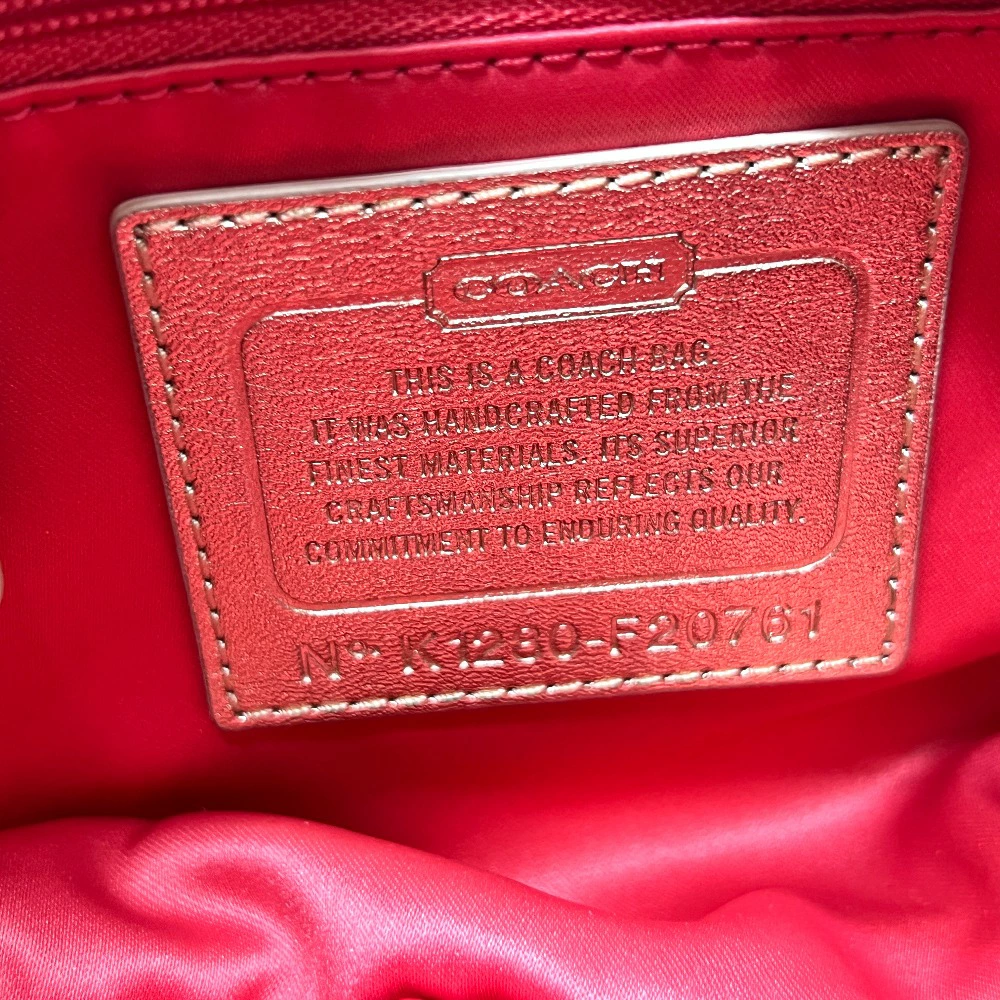 COACH
THIS IS A COACH BAG.
IT WAS HANDCRAFTED FROM THE
FINEST MATERIALS. ITS SUPERIOR
CRAFTSMANSHIP REFLECTS OUR
COMMITMENT TO ENDURING QUALITY.
Nº K1280-F20761